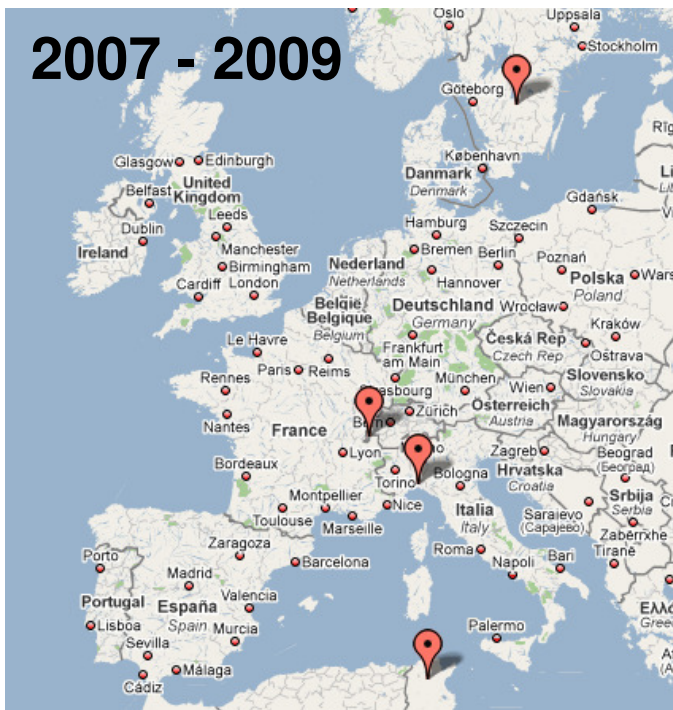 2007 - 2009
Oslo
Uppsala
Stockholm
Göteborg
Rīg
Glasgow
Edinburgh
København
Danmark
Denmark
United
Kingdom
Belfast
Leeds
Gdańsk
Dublin
Ireland
Manchester
Hamburg
Szczecin
Bremen
Berlin
Poznań
Birmingham
Nederland
Netherlands
Hannover
Polska
Poland
Wars
Cardiff
London
België
Belgique
Belgium
Deutschland
Germany
Wrocław
Kraków
Le Havre
Frankfurt
am Main
Česká Rep
Czech Rep
Ostrava
Paris
Reims
Rennes
München
Wien
Slovensko
Slovakia
Nantes
France
Zürich
Österreich
Austria
Magyarország
Hungary
Lyon
Zagreb
Beograd
(Београд)
Bordeaux
Torino
Bologna
Hrvatska
Croatia
Srbija
Serbia
Montpellier
Nice
Toulouse
Marseille
Italia
Italy
Sarajevo
(Сарајево)
Zabërrhe
Zaragoza
Roma
Bari
Tiranë
Porto
Barcelona
Napoli
Madrid
Portugal
España
Spain
Valencia
Ελλά
Greec
Lisboa
Murcia
Palermo
Sevilla
Málaga
Cádiz